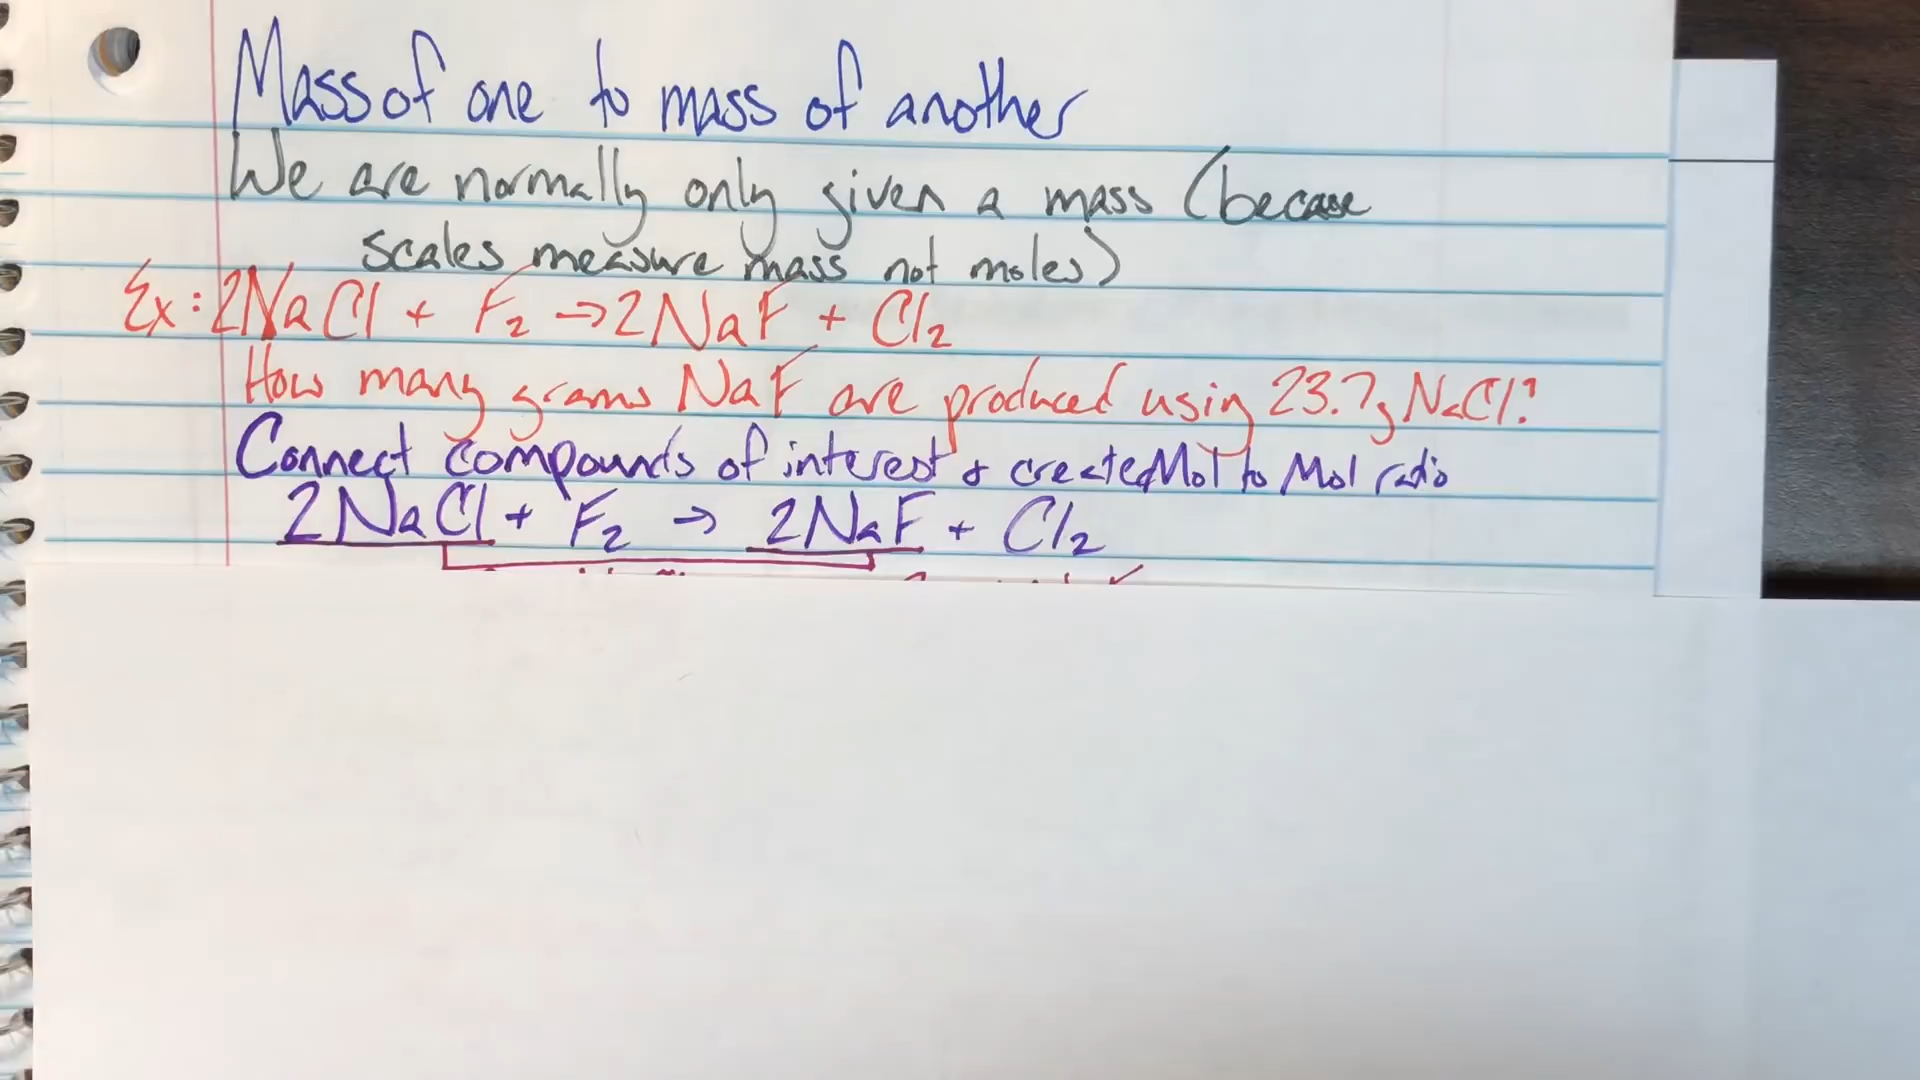 Mass of one to mass of another
We are normally only given a mass (becase
scales measure mass not moles)
Ex: 2NaCl + F₂ → 2NaF + Cl₂
How many grams NaF are produced using 23.7g NaCl?
Connect compounds of interest & create Mol to Mol ratio
2NaCl + F₂ → 2NaF + Cl₂